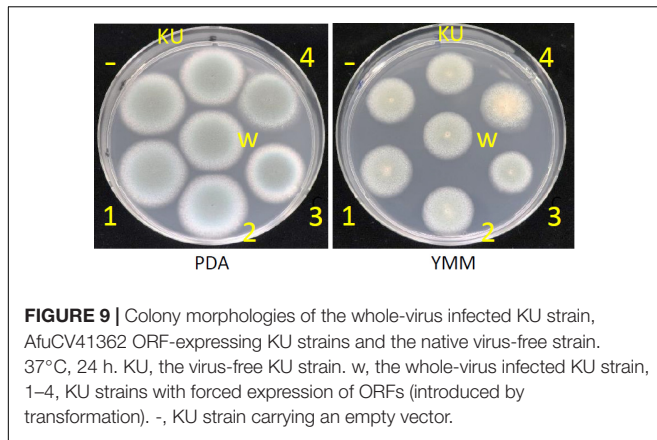 KU
-
4
w
1
2
3
PDA
KU
-
4
w
1
2
3
YMM
FIGURE 9 | Colony morphologies of the whole-virus infected KU strain,
AfuCV41362 ORF-expressing KU strains and the native virus-free strain.
37°C, 24 h. KU, the virus-free KU strain. w, the whole-virus infected KU strain,
1–4, KU strains with forced expression of ORFs (introduced by
transformation). -, KU strain carrying an empty vector.